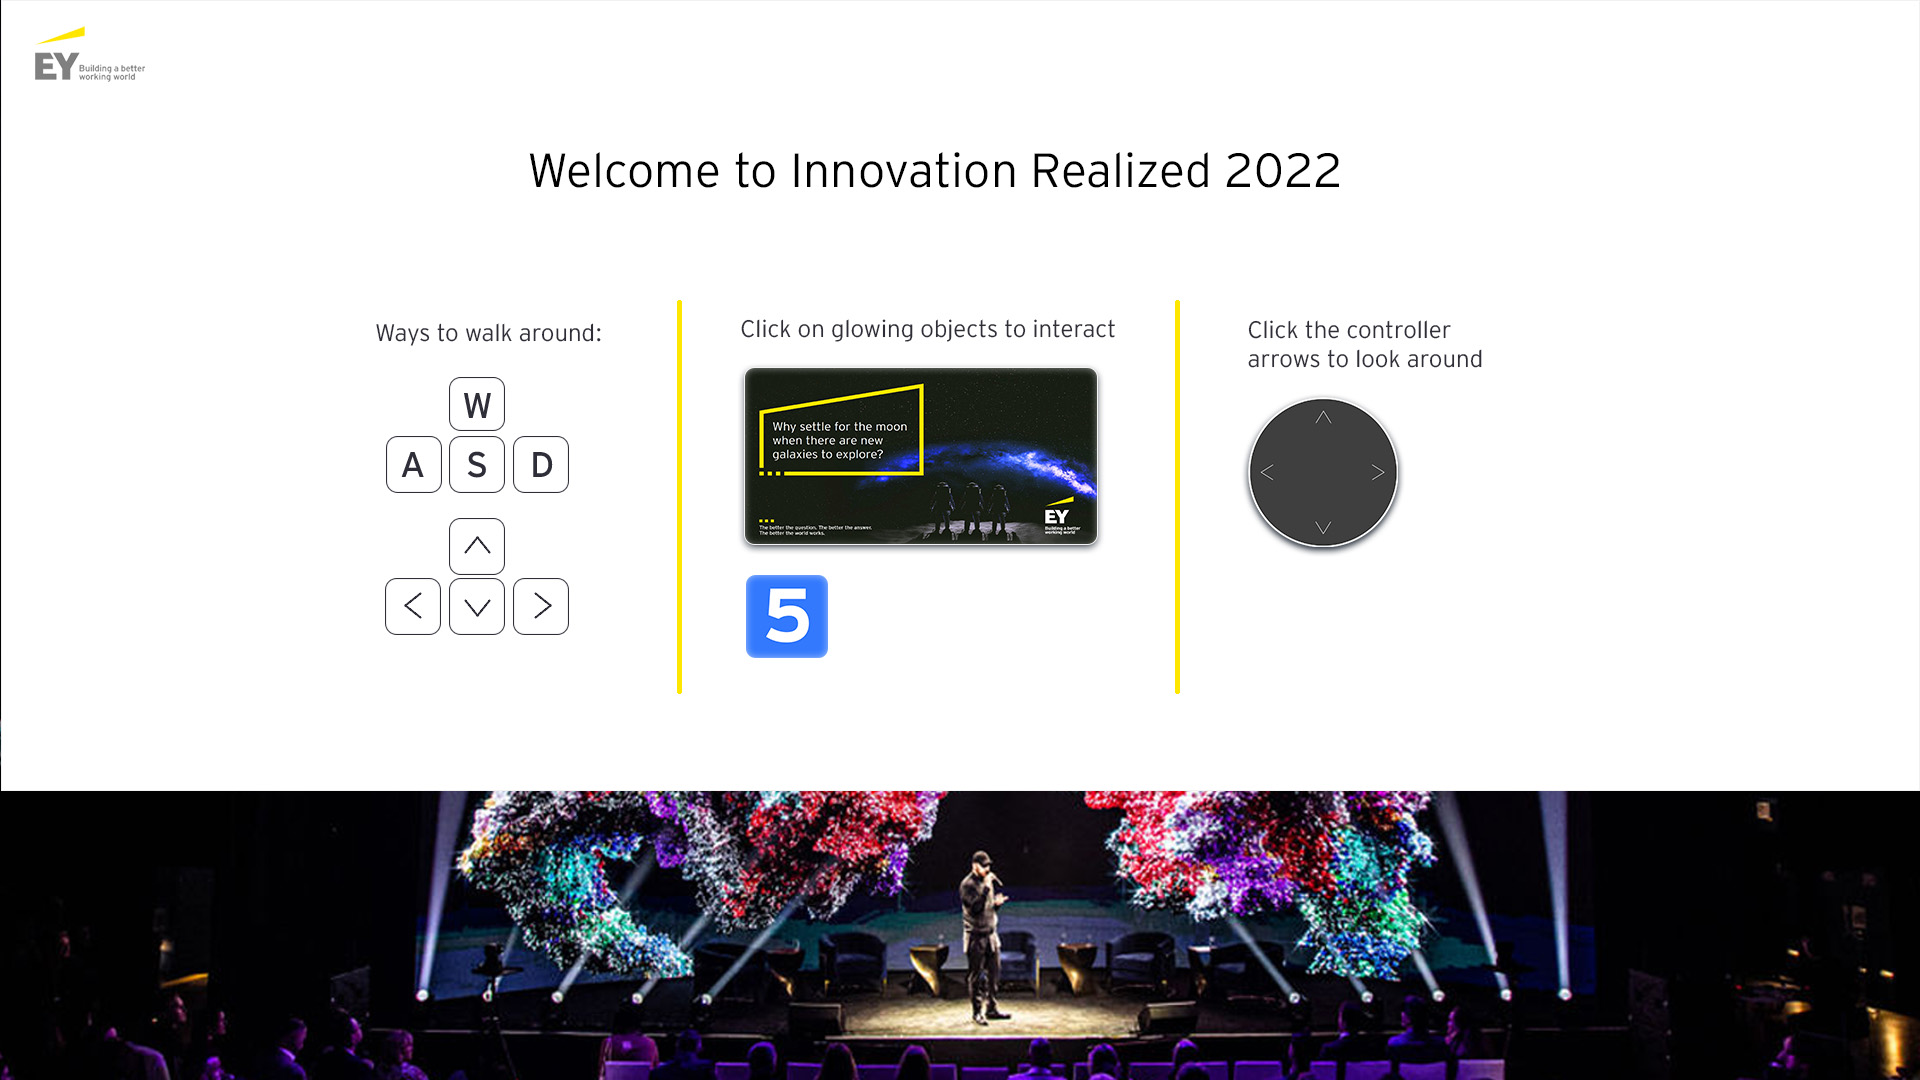 EY
Building a better
working world
Welcome to Innovation Realized 2022
Ways to walk around:
W
A S D
Click on glowing objects to interact
Why settle for the moon
when there are new
galaxies to explore?
The better the question. The better the answer.
The better the world works.
EY
Building a better
working world
5
Click the controller
arrows to look around